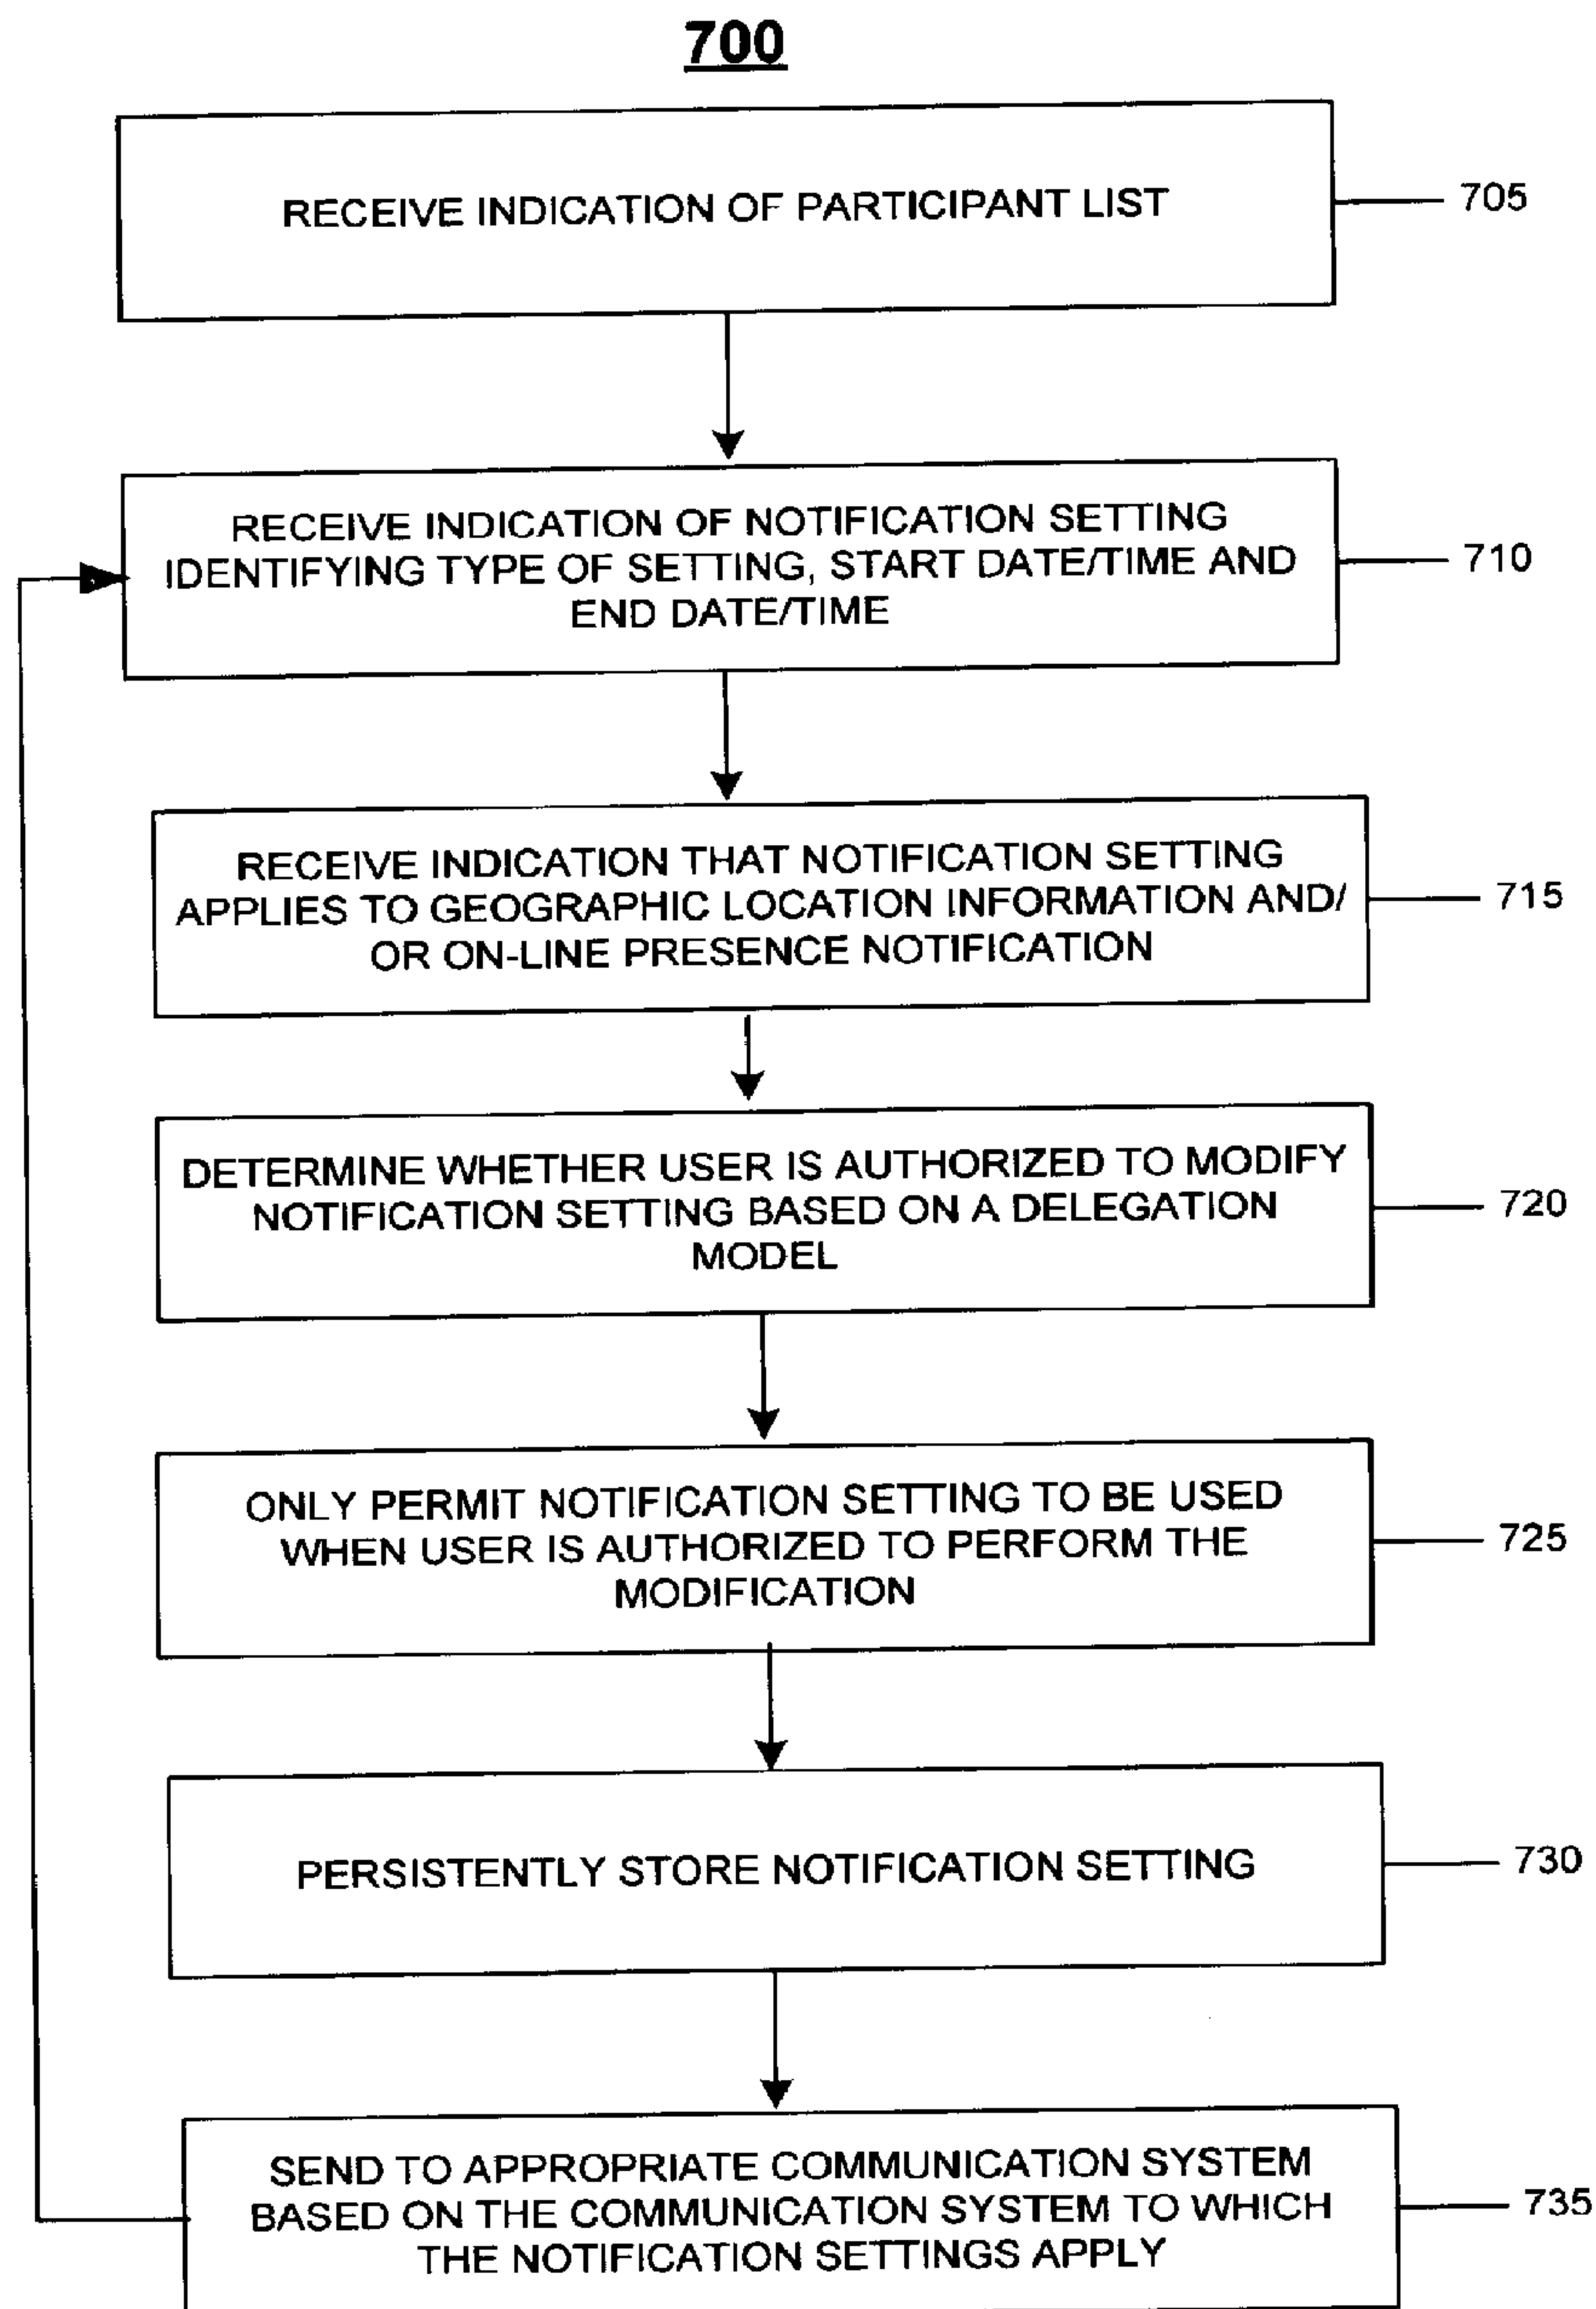 700
RECEIVE INDICATION OF PARTICIPANT LIST
705
RECEIVE INDICATION OF NOTIFICATION SETTING
IDENTIFYING TYPE OF SETTING, START DATE/TIME AND
END DATE/TIME
710
RECEIVE INDICATION THAT NOTIFICATION SETTING
APPLIES TO GEOGRAPHIC LOCATION INFORMATION AND/
OR ON-LINE PRESENCE NOTIFICATION
715
DETERMINE WHETHER USER IS AUTHORIZED TO MODIFY
NOTIFICATION SETTING BASED ON A DELEGATION
MODEL
720
ONLY PERMIT NOTIFICATION SETTING TO BE USED
WHEN USER IS AUTHORIZED TO PERFORM THE
MODIFICATION
725
PERSISTENTLY STORE NOTIFICATION SETTING
730
SEND TO APPROPRIATE COMMUNICATION SYSTEM
BASED ON THE COMMUNICATION SYSTEM TO WHICH
THE NOTIFICATION SETTINGS APPLY
735